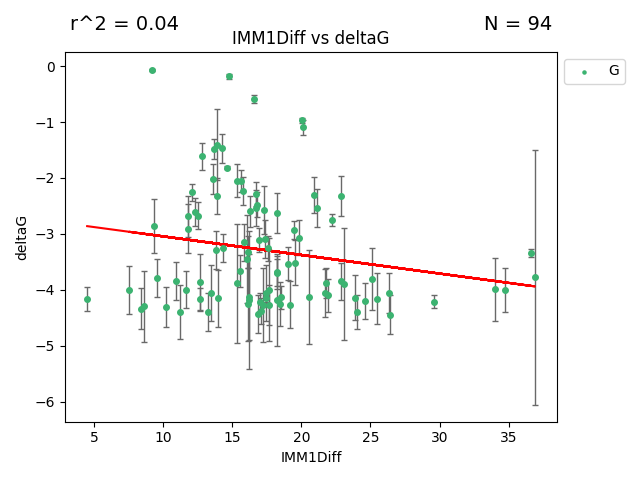 r^2 = 0.04
N = 94
IMM1Diff vs deltaG
G
0
−1
−2
−3
−4
−5
−6
deltaG
5 10 15 20 25 30 35
IMM1Diff